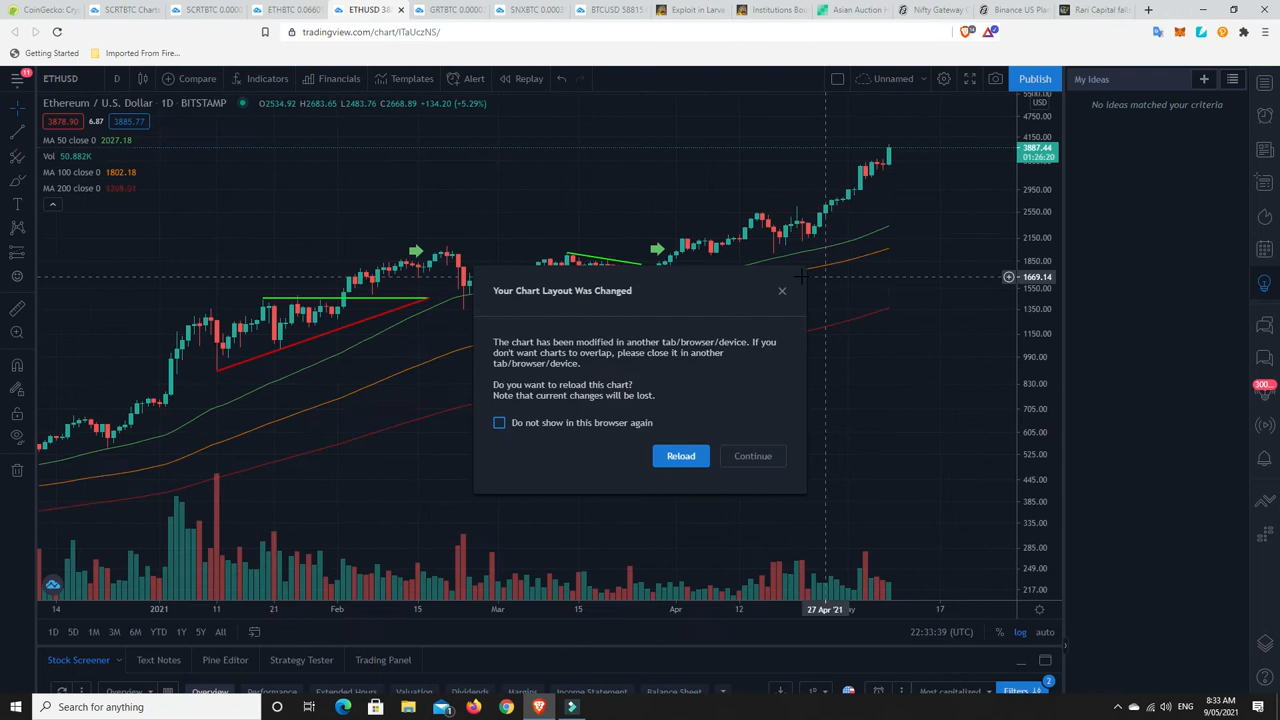 CoinGecko: Cry
SCRTBTC Charts
SCRTBTC 0.0000
ETHBTC 0.0660
ETHUSD 38
GRTBTC 0.0000
SNXBTC 0.0003
BTCUSD 58815
Exploit in Larve
Institutions Bou
Asian Auction H
Nifty Gateway
Binance US Pla
Rari Capital falls
tradingview.com/chart/lTaUczNS/
Getting Started
Imported From Fire...
11
ETHUSD
D
Compare
Indicators
Financials
Templates
Alert
Replay
Unnamed
Publish
My Ideas
No ideas matched your criteria
Ethereum / U.S. Dollar · 1D · BITSTAMP
O2534.92 H2683.65 L2483.76 C2668.89 +134.20 (+5.29%)
3878.90
6.87
3885.77
MA 50 close 0 2027.18
Vol 50.882K
MA 100 close 0 1802.18
MA 200 close 0
5500.00
USD
4750.00
4150.00
3887.44
01:26:20
2950.00
2550.00
2150.00
1850.00
1669.14
1550.00
1350.00
1150.00
990.00
830.00
705.00
605.00
525.00
445.00
385.00
335.00
285.00
249.00
217.00
Your Chart Layout Was Changed
The chart has been modified in another tab/browser/device. If you
don't want charts to overlap, please close it in another
tab/browser/device.
Do you want to reload this chart?
Note that current changes will be lost.
Do not show in this browser again
Reload
Continue
300
14
2021
11
21
Feb
15
Mar
15
Apr
12
27 Apr '21
17
1D 5D 1M 3M 6M YTD 1Y 5Y All
22:33:39 (UTC)
%
log
auto
Stock Screener
Text Notes
Pine Editor
Strategy Tester
Trading Panel
Overview
Overview
Performance
Extended Hours
Valuation
Dividends
Margins
Income Statement
Balance Sheet
1D
Most capitalized
Filters
2
Search for anything
ENG
8:33 AM
9/05/2021